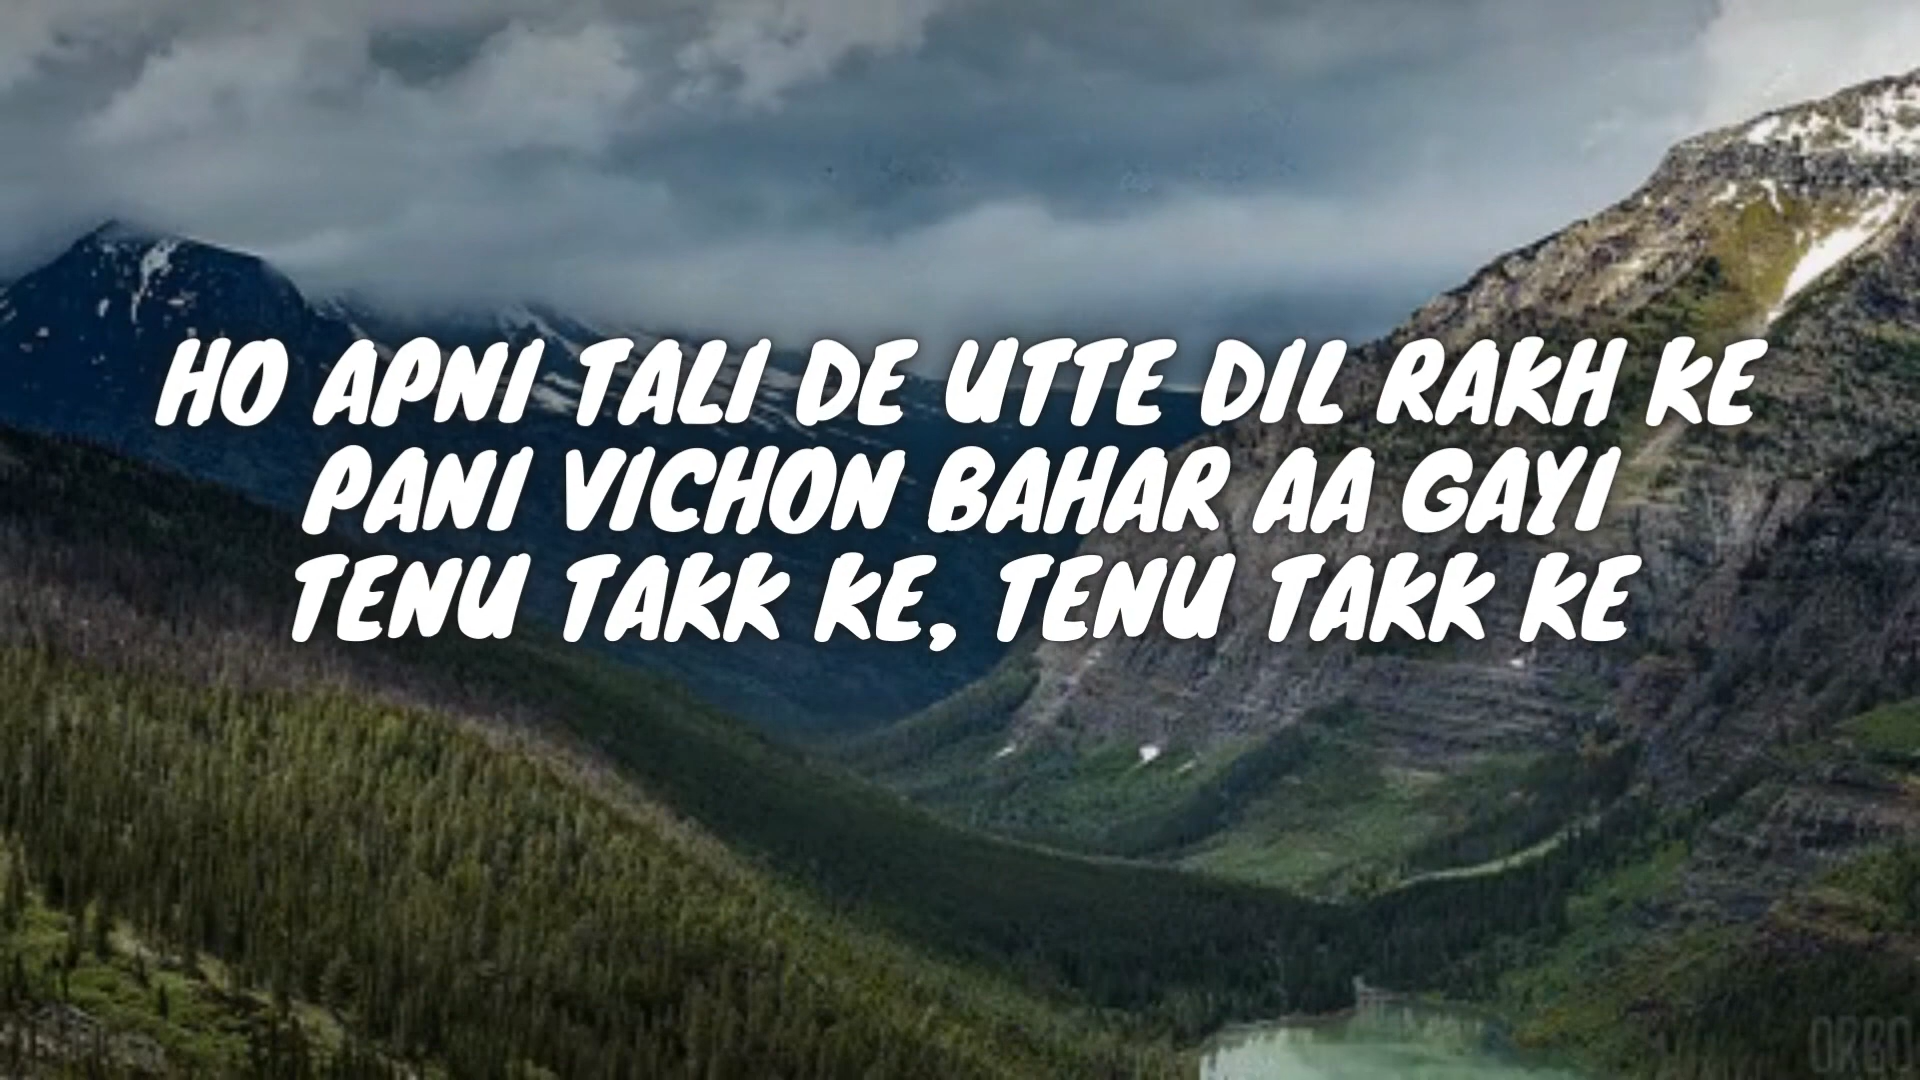 HO APNI TALI DE UTTE DIL RAKH KE
PANI VICHON BAHAR AA GAYI
TENU TAKK KE, TENU TAKK KE